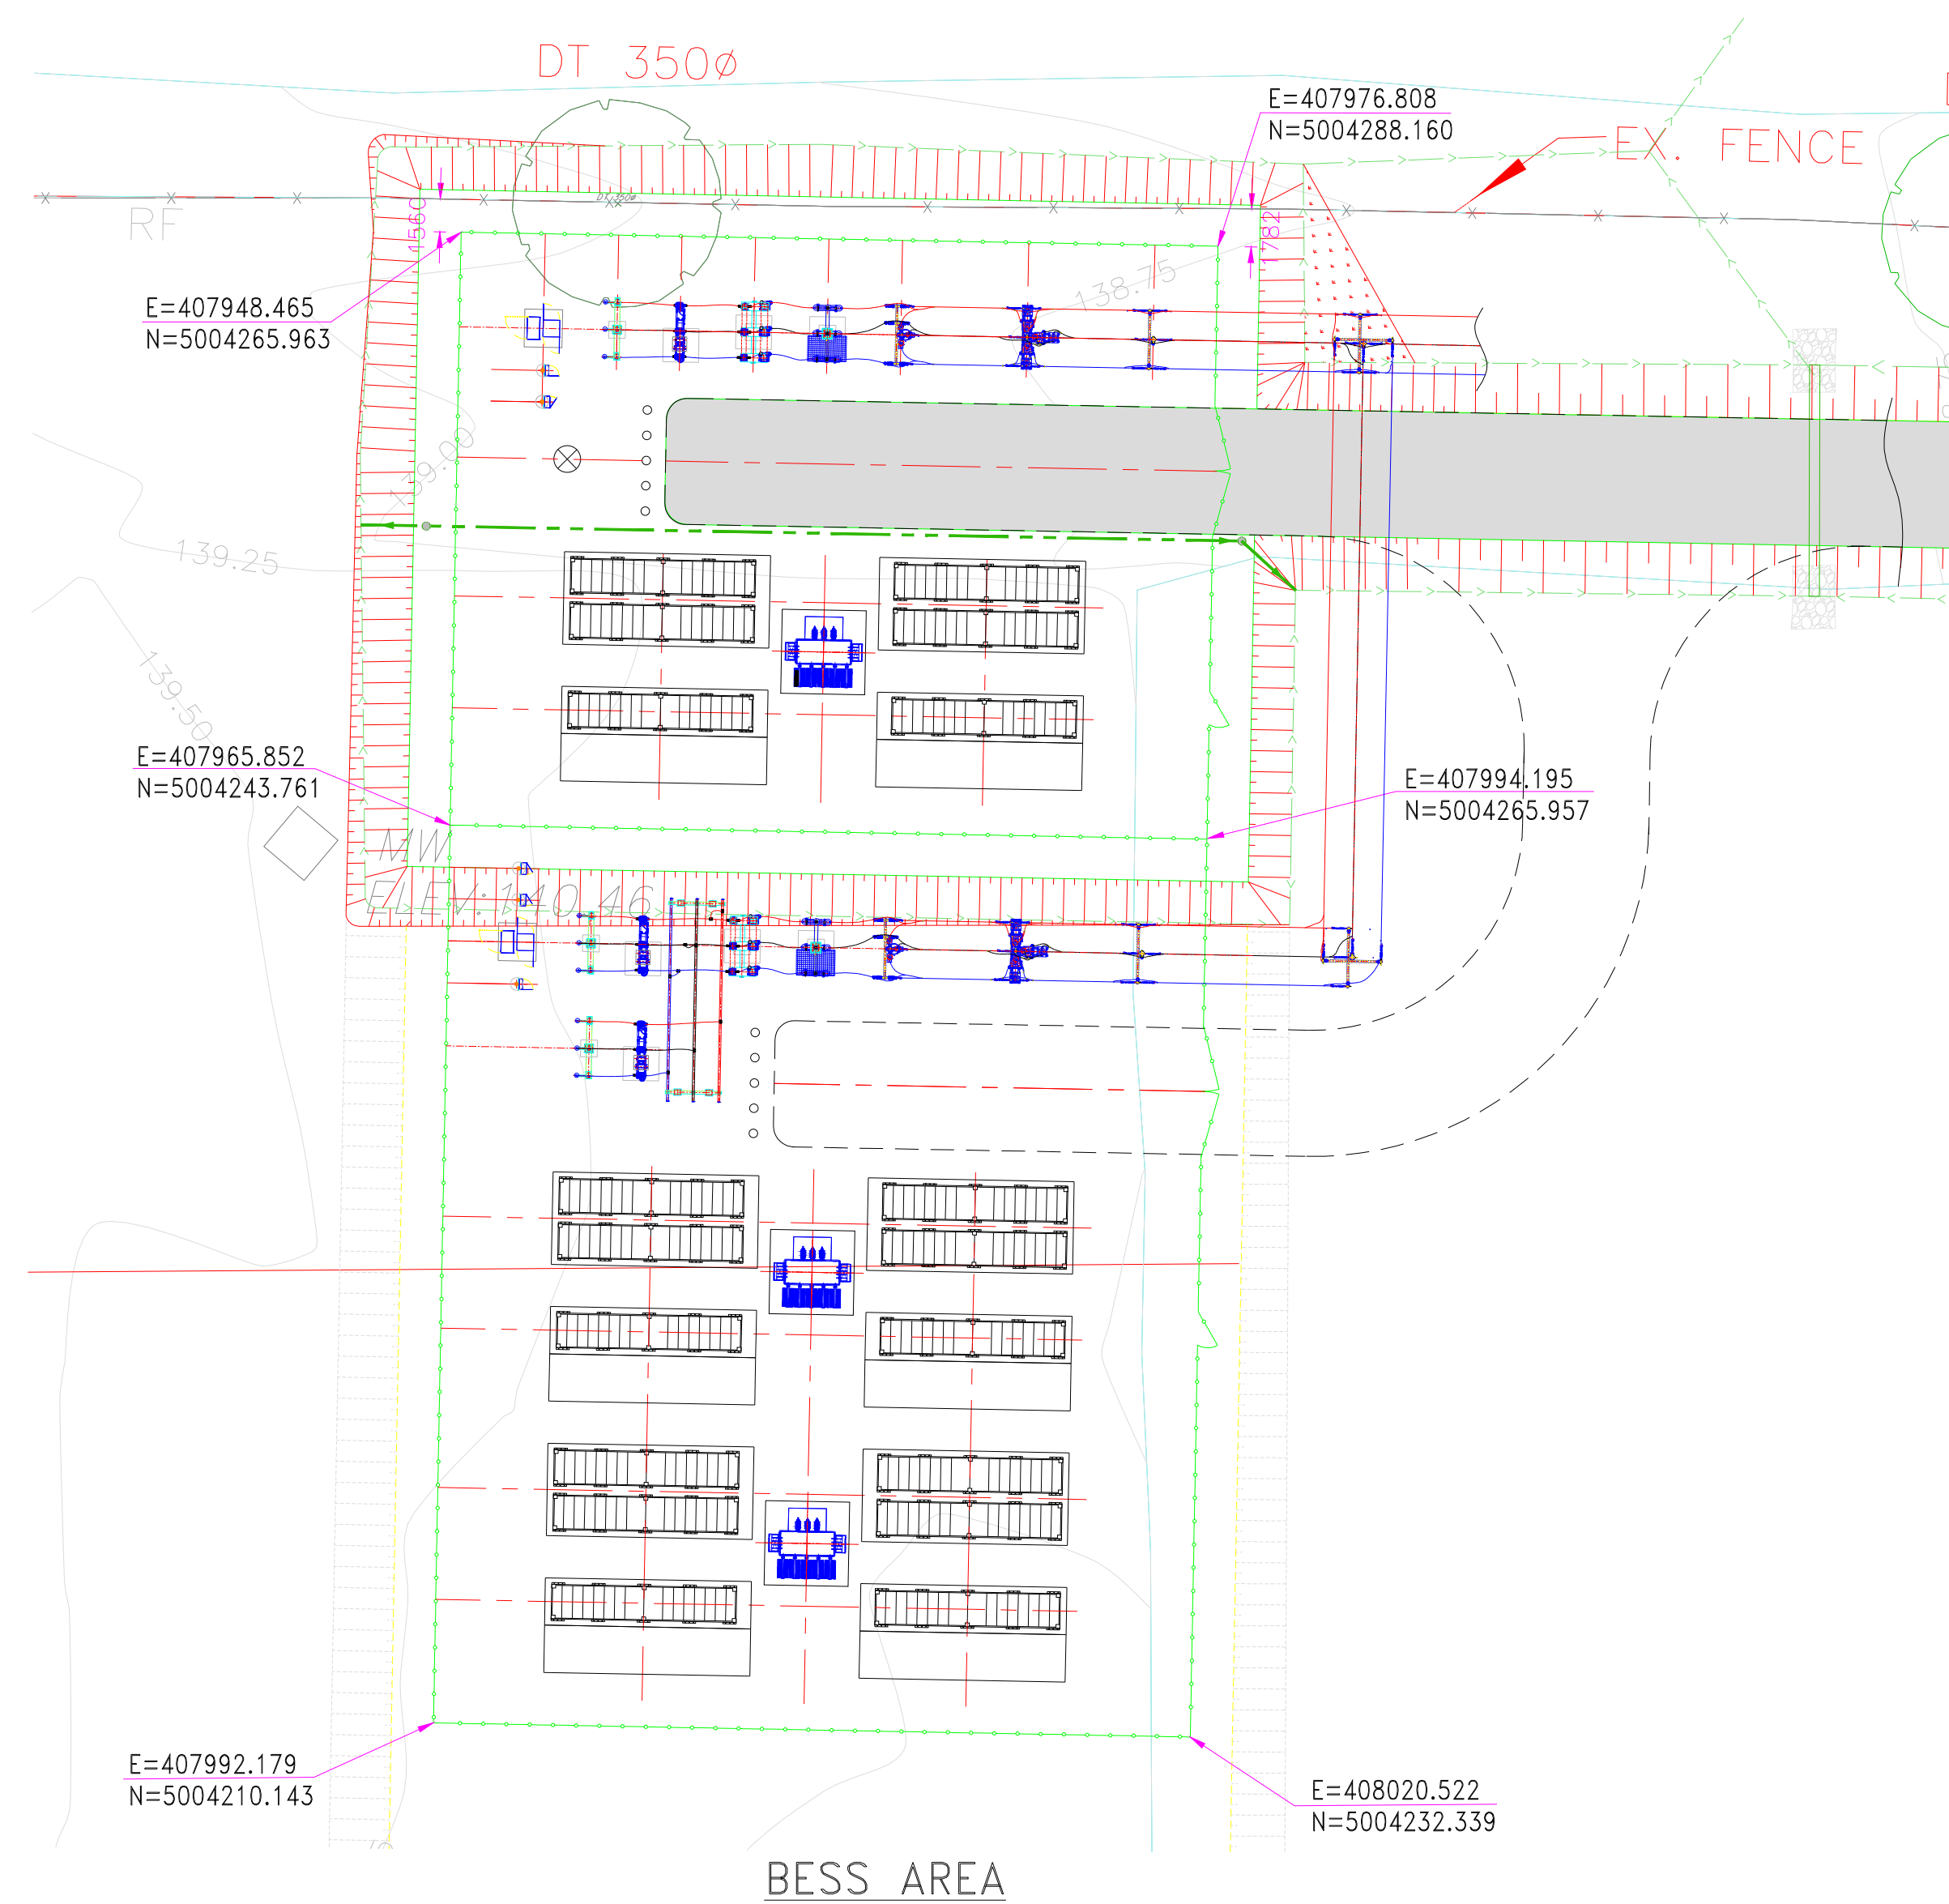 DT 350ø
E=407976.808
N=5004288.160
EX. FENCE
DT 350ø
RF
1560
1782
138.75
E=407948.465
N=5004265.963
139.00
139.25
139.50
E=407965.852
N=5004243.761
E=407994.195
N=5004265.957
MW
ELEV:140.46
E=407992.179
N=5004210.143
E=408020.522
N=5004232.339
BESS AREA